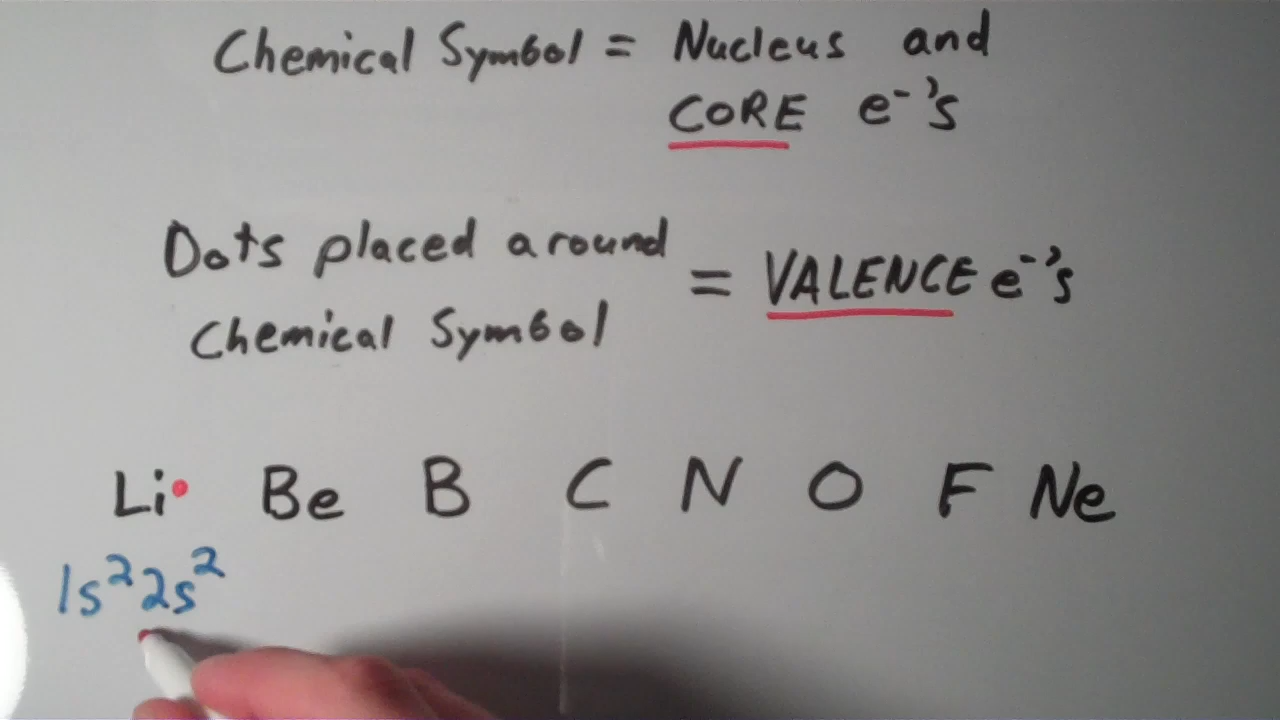 Chemical Symbol = Nucleus and
CORE e⁻'s
Dots placed around
Chemical Symbol = VALENCE e⁻'s
Li• Be B C N O F Ne
1s²2s²